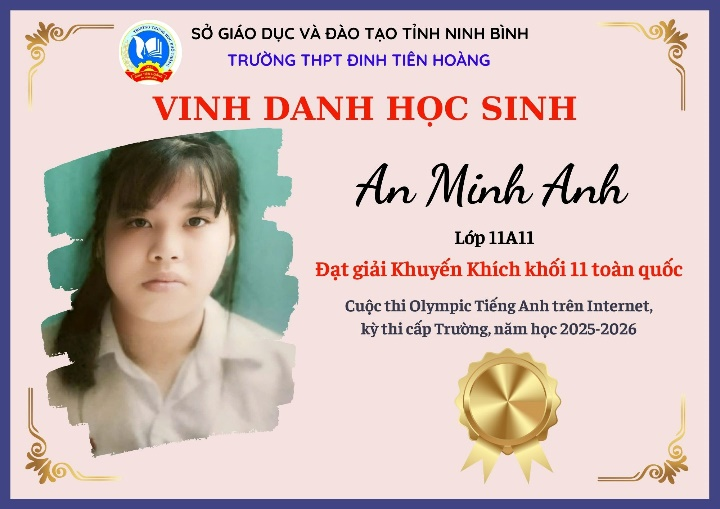 SỞ GIÁO DỤC VÀ ĐÀO TẠO TỈNH NINH BÌNH
TRƯỜNG THPT ĐINH TIÊN HOÀNG
VINH DANH HỌC SINH
An Minh Anh
Lớp 11A11
Đạt giải Khuyến Khích khối 11 toàn quốc
Cuộc thi Olympic Tiếng Anh trên Internet,
kỳ thi cấp Trường, năm học 2025-2026